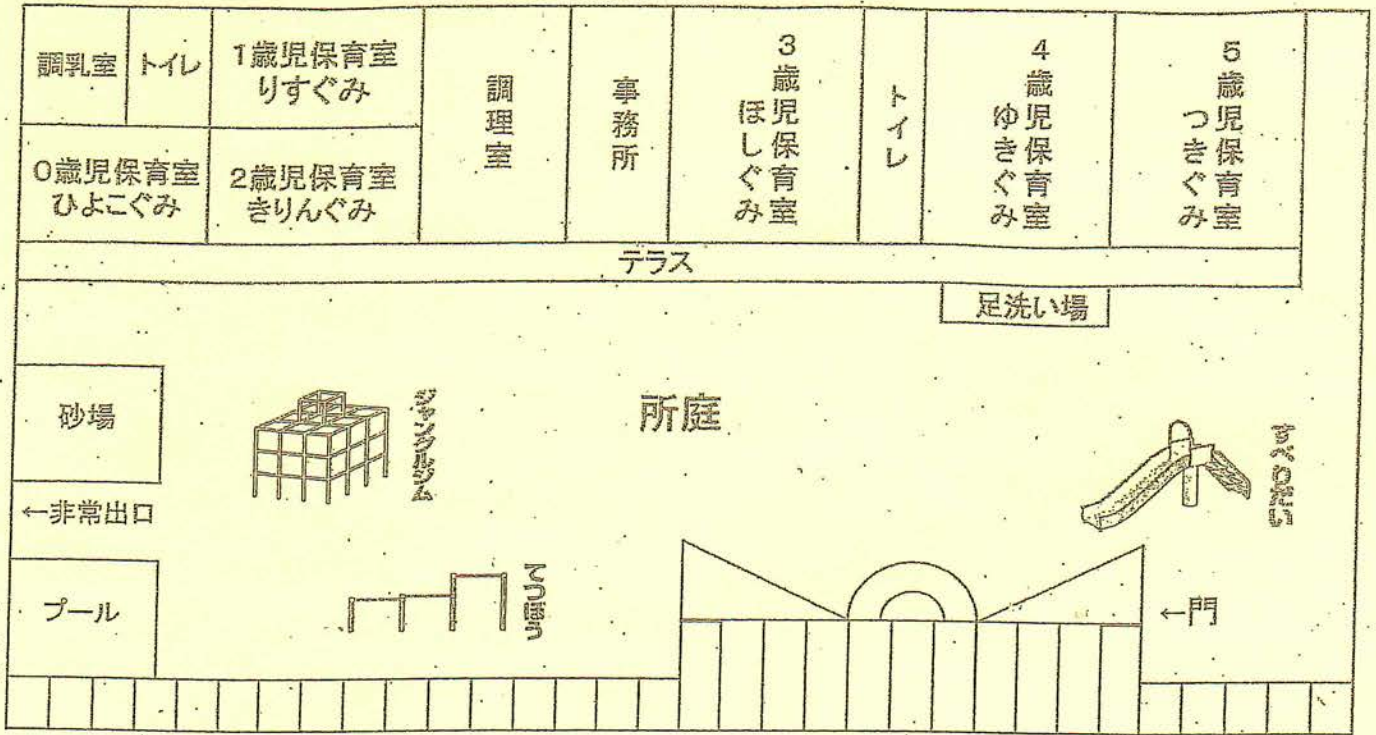 調乳室
トイレ
1歳児保育室
りすぐみ
調理室
事務所
3歳児保育室
ほしぐみ
トイレ
4歳児保育室
ゆきぐみ
5歳児保育室
つきぐみ
0歳児保育室
ひよこぐみ
2歳児保育室
きりんぐみ
テラス
足洗い場
砂場
ジャングルジム
所庭
すべりだい
←非常出口
プール
てつぼう
←門